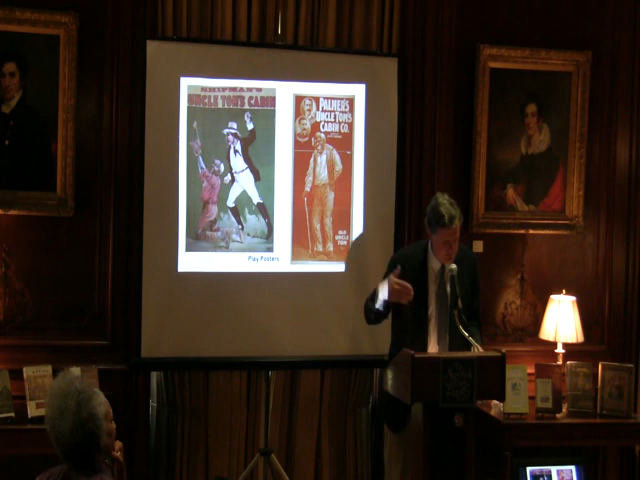 SHIPMAN'S
UNCLE TOM'S CABIN
PALMER'S
UNCLE TOM'S
CABIN CO.
OLD
UNCLE
TOM
Play Posters